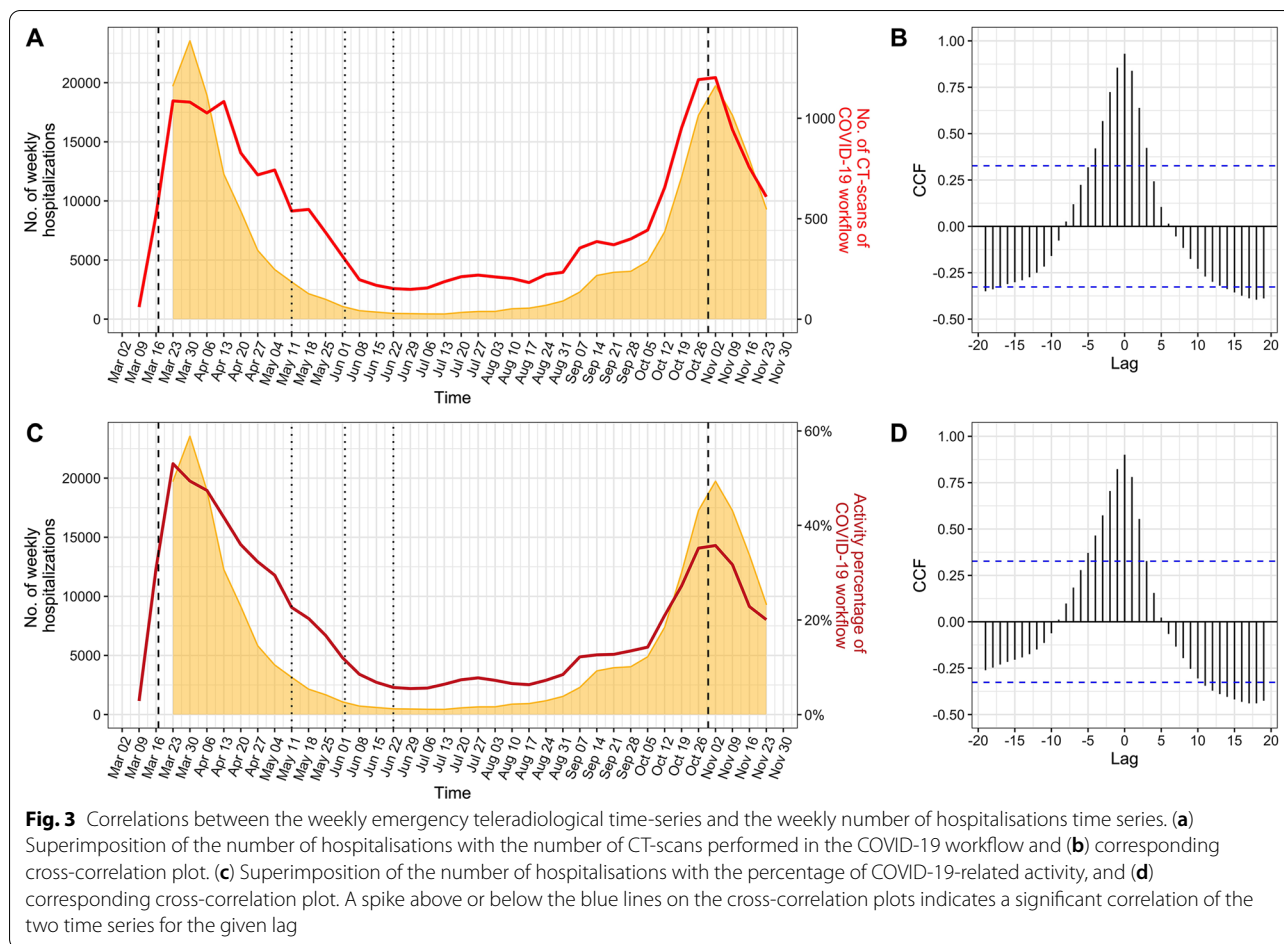 A
No. of weekly
hospitalizations
20000
15000
10000
5000
0
1000
500
0
No. of CT-scans of
COVID-19 workflow
Mar 02
Mar 09
Mar 16
Mar 23
Mar 30
Apr 06
Apr 13
Apr 20
Apr 27
May 04
May 11
May 18
May 25
Jun 01
Jun 08
Jun 15
Jun 22
Jun 29
Jul 06
Jul 13
Jul 20
Jul 27
Aug 03
Aug 10
Aug 17
Aug 24
Aug 31
Sep 07
Sep 14
Sep 21
Sep 28
Oct 05
Oct 12
Oct 19
Oct 26
Nov 02
Nov 09
Nov 16
Nov 23
Nov 30
Time
B
CCF
1.00
0.75
0.50
0.25
0.00
-0.25
-0.50
-20 -15 -10 -5 0 5 10 15 20
Lag
C
No. of weekly
hospitalizations
20000
15000
10000
5000
0
60%
40%
20%
0%
Activity percentage of
COVID-19 workflow
Mar 02
Mar 09
Mar 16
Mar 23
Mar 30
Apr 06
Apr 13
Apr 20
Apr 27
May 04
May 11
May 18
May 25
Jun 01
Jun 08
Jun 15
Jun 22
Jun 29
Jul 06
Jul 13
Jul 20
Jul 27
Aug 03
Aug 10
Aug 17
Aug 24
Aug 31
Sep 07
Sep 14
Sep 21
Sep 28
Oct 05
Oct 12
Oct 19
Oct 26
Nov 02
Nov 09
Nov 16
Nov 23
Nov 30
Time
D
CCF
1.00
0.75
0.50
0.25
0.00
-0.25
-0.50
-20 -15 -10 -5 0 5 10 15 20
Lag
Fig. 3 Correlations between the weekly emergency teleradiological time-series and the weekly number of hospitalisations time series. (a)
Superimposition of the number of hospitalisations with the number of CT-scans performed in the COVID-19 workflow and (b) corresponding
cross-correlation plot. (c) Superimposition of the number of hospitalisations with the percentage of COVID-19-related activity, and (d)
corresponding cross-correlation plot. A spike above or below the blue lines on the cross-correlation plots indicates a significant correlation of the
two time series for the given lag